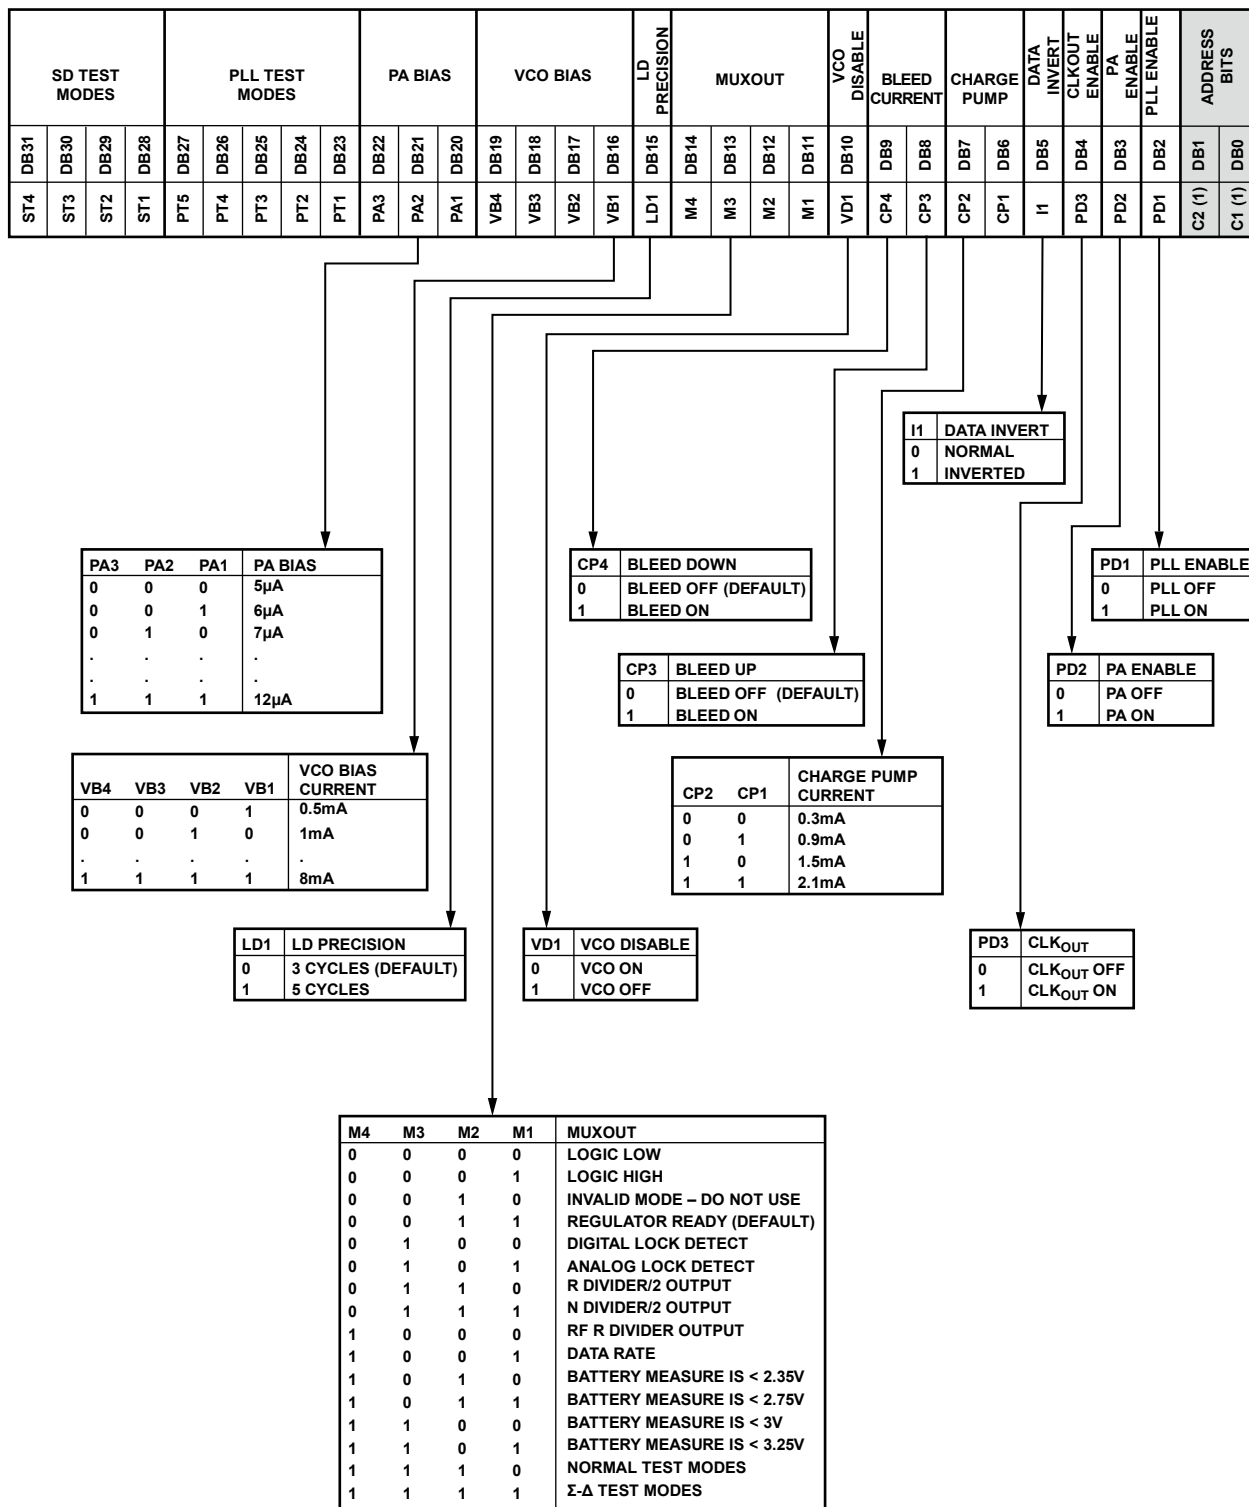 SD TEST MODES
PLL TEST MODES
PA BIAS
VCO BIAS
LD PRECISION
MUXOUT
VCO DISABLE
BLEED CURRENT
CHARGE PUMP
DATA INVERT
CLKOUT ENABLE
PA ENABLE
PLL ENABLE
ADDRESS BITS
DB31 DB30 DB29 DB28 DB27 DB26 DB25 DB24 DB23 DB22 DB21 DB20 DB19 DB18 DB17 DB16 DB15 DB14 DB13 DB12 DB11 DB10 DB9 DB8 DB7 DB6 DB5 DB4 DB3 DB2 DB1 DB0
ST4 ST3 ST2 ST1 PT5 PT4 PT3 PT2 PT1 PA3 PA2 PA1 VB4 VB3 VB2 VB1 LD1 M4 M3 M2 M1 VD1 CP4 CP3 CP2 CP1 I1 PD3 PD2 PD1 C2 (1) C1 (1)
I1 DATA INVERT
0 NORMAL
1 INVERTED
PA3 PA2 PA1 PA BIAS
0 0 0 5µA
0 0 1 6µA
0 1 0 7µA
. . . .
. . . .
1 1 1 12µA
CP4 BLEED DOWN
0 BLEED OFF (DEFAULT)
1 BLEED ON
PD1 PLL ENABLE
0 PLL OFF
1 PLL ON
CP3 BLEED UP
0 BLEED OFF (DEFAULT)
1 BLEED ON
PD2 PA ENABLE
0 PA OFF
1 PA ON
VB4 VB3 VB2 VB1 VCO BIAS CURRENT
0 0 0 1 0.5mA
0 0 1 0 1mA
. . . . .
1 1 1 1 8mA
CP2 CP1 CHARGE PUMP CURRENT
0 0 0.3mA
0 1 0.9mA
1 0 1.5mA
1 1 2.1mA
LD1 LD PRECISION
0 3 CYCLES (DEFAULT)
1 5 CYCLES
VD1 VCO DISABLE
0 VCO ON
1 VCO OFF
PD3 CLKOUT
0 CLKOUT OFF
1 CLKOUT ON
M4 M3 M2 M1 MUXOUT
0 0 0 0 LOGIC LOW
0 0 0 1 LOGIC HIGH
0 0 1 0 INVALID MODE – DO NOT USE
0 0 1 1 REGULATOR READY (DEFAULT)
0 1 0 0 DIGITAL LOCK DETECT
0 1 0 1 ANALOG LOCK DETECT
0 1 1 0 R DIVIDER/2 OUTPUT
0 1 1 1 N DIVIDER/2 OUTPUT
1 0 0 0 RF R DIVIDER OUTPUT
1 0 0 1 DATA RATE
1 0 1 0 BATTERY MEASURE IS < 2.35V
1 0 1 1 BATTERY MEASURE IS < 2.75V
1 1 0 0 BATTERY MEASURE IS < 3V
1 1 0 1 BATTERY MEASURE IS < 3.25V
1 1 1 0 NORMAL TEST MODES
1 1 1 1 Σ-Δ TEST MODES